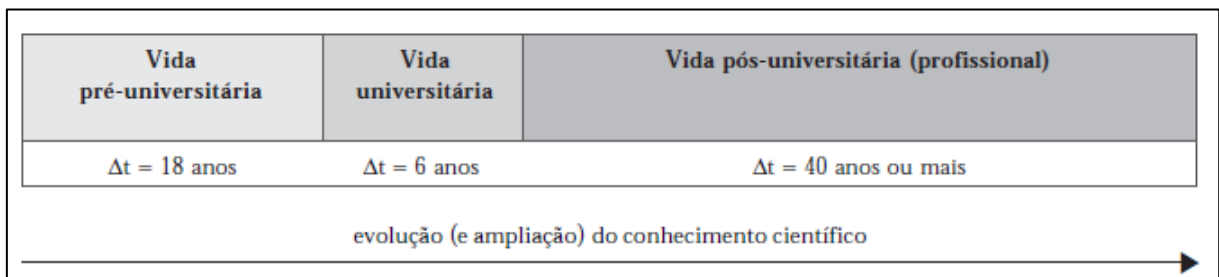 Vida
pré-universitária
Vida
universitária
Vida pós-universitária (profissional)
Δt = 18 anos
Δt = 6 anos
Δt = 40 anos ou mais
evolução (e ampliação) do conhecimento científico